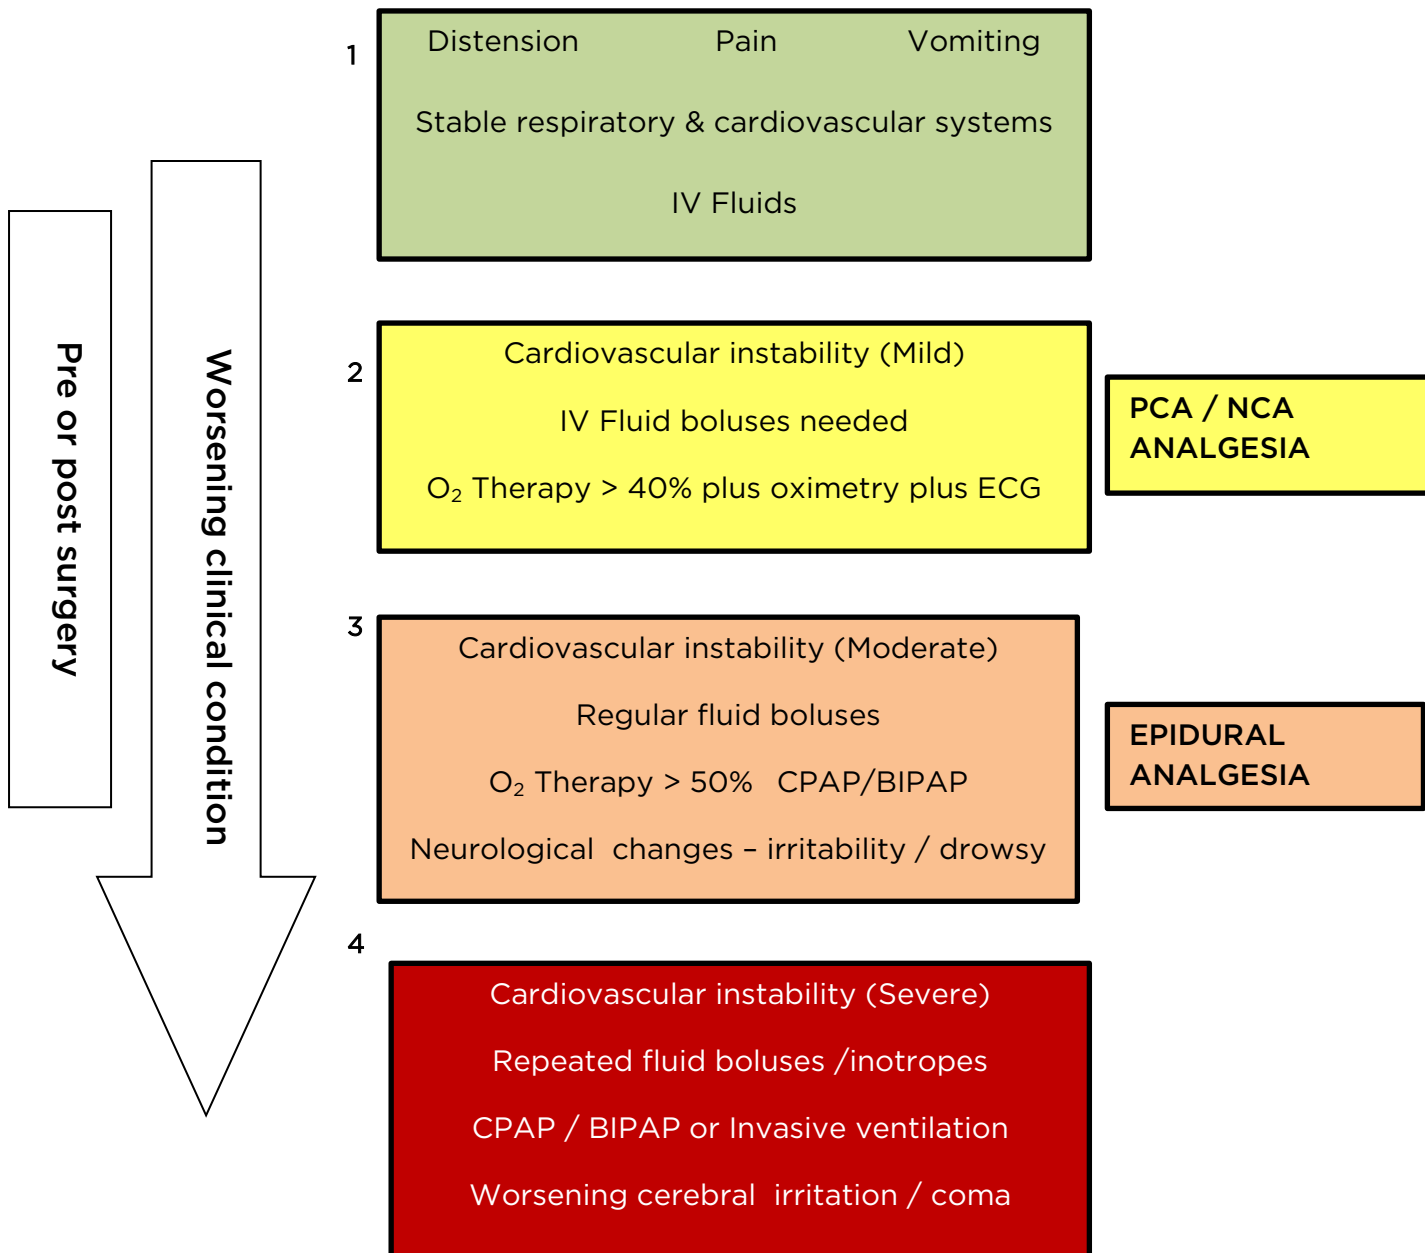 Pre or post surgery
Worsening clinical condition
1
Distension Pain Vomiting
Stable respiratory & cardiovascular systems
IV Fluids
2
Cardiovascular instability (Mild)
IV Fluid boluses needed
O₂ Therapy > 40% plus oximetry plus ECG
PCA / NCA
ANALGESIA
3
Cardiovascular instability (Moderate)
Regular fluid boluses
O₂ Therapy > 50% CPAP/BIPAP
Neurological changes – irritability / drowsy
EPIDURAL
ANALGESIA
4
Cardiovascular instability (Severe)
Repeated fluid boluses /inotropes
CPAP / BIPAP or Invasive ventilation
Worsening cerebral irritation / coma